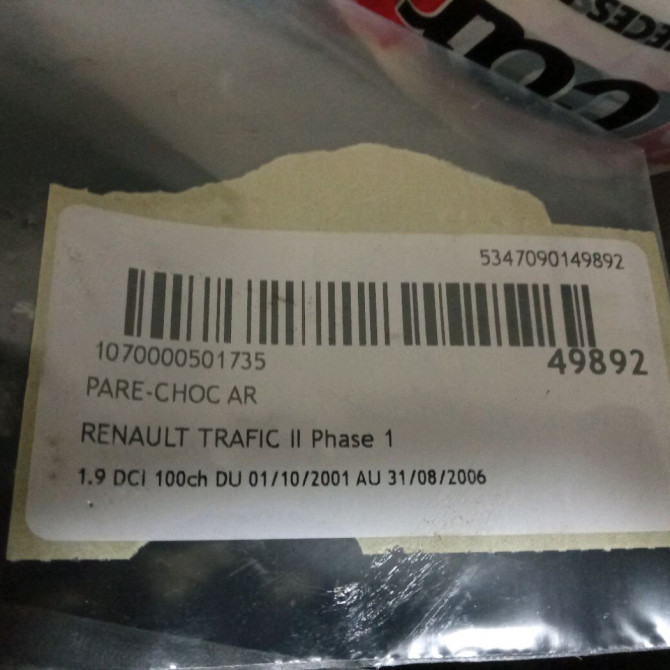 5347090149892
1070000501735
49892
PARE-CHOC AR
RENAULT TRAFIC II Phase 1
1.9 DCI 100ch DU 01/10/2001 AU 31/08/2006